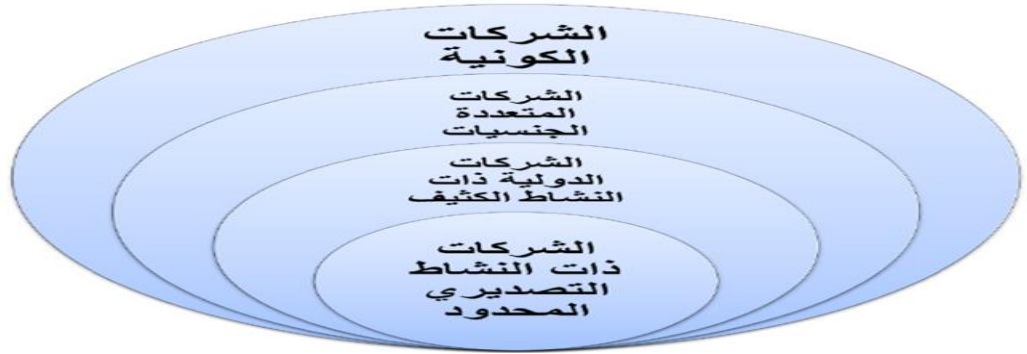 الشركات
الكونية
الشركات
المتعددة
الجنسيات
الشركات
الدولية ذات
النشاط الكثيف
الشركات
ذات النشاط
التصديري
المحدود